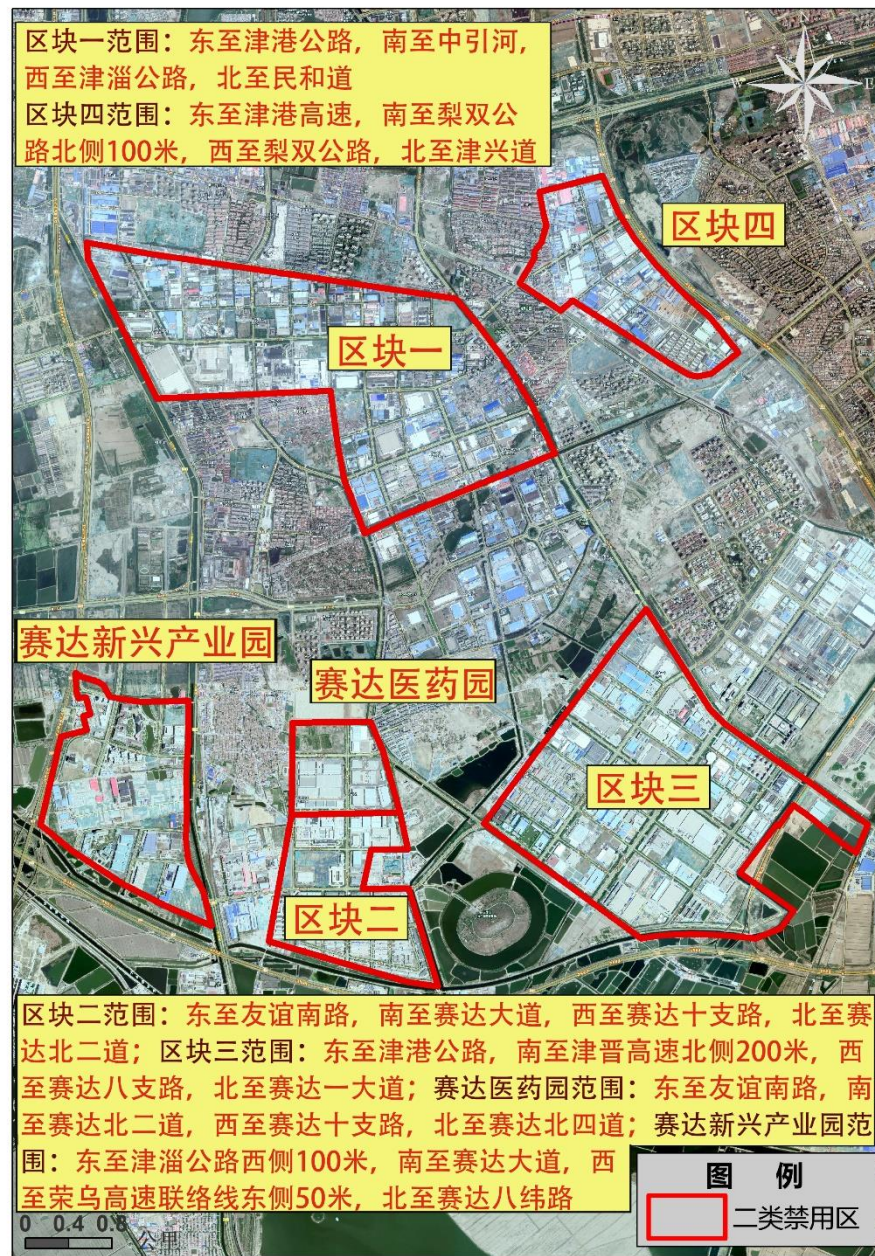 区块一范围：东至津港公路，南至中引河，
西至津淄公路，北至民和道
区块四范围：东至津港高速，南至梨双公
路北侧100米，西至梨双公路，北至津兴道
W
E
区块四
区块一
赛达新兴产业园
赛达医药园
区块三
区块二
区块二范围：东至友谊南路，南至赛达大道，西至赛达十支路，北至赛
达北二道；区块三范围：东至津港公路，南至津晋高速北侧200米，西
至赛达八支路，北至赛达一大道；赛达医药园范围：东至友谊南路，南
至赛达北二道，西至赛达十支路，北至赛达北四道；赛达新兴产业园范
围：东至津淄公路西侧100米，南至赛达大道，西
至荣乌高速联络线东侧50米，北至赛达八纬路
图 例
二类禁用区
0 0.4 0.8
公里